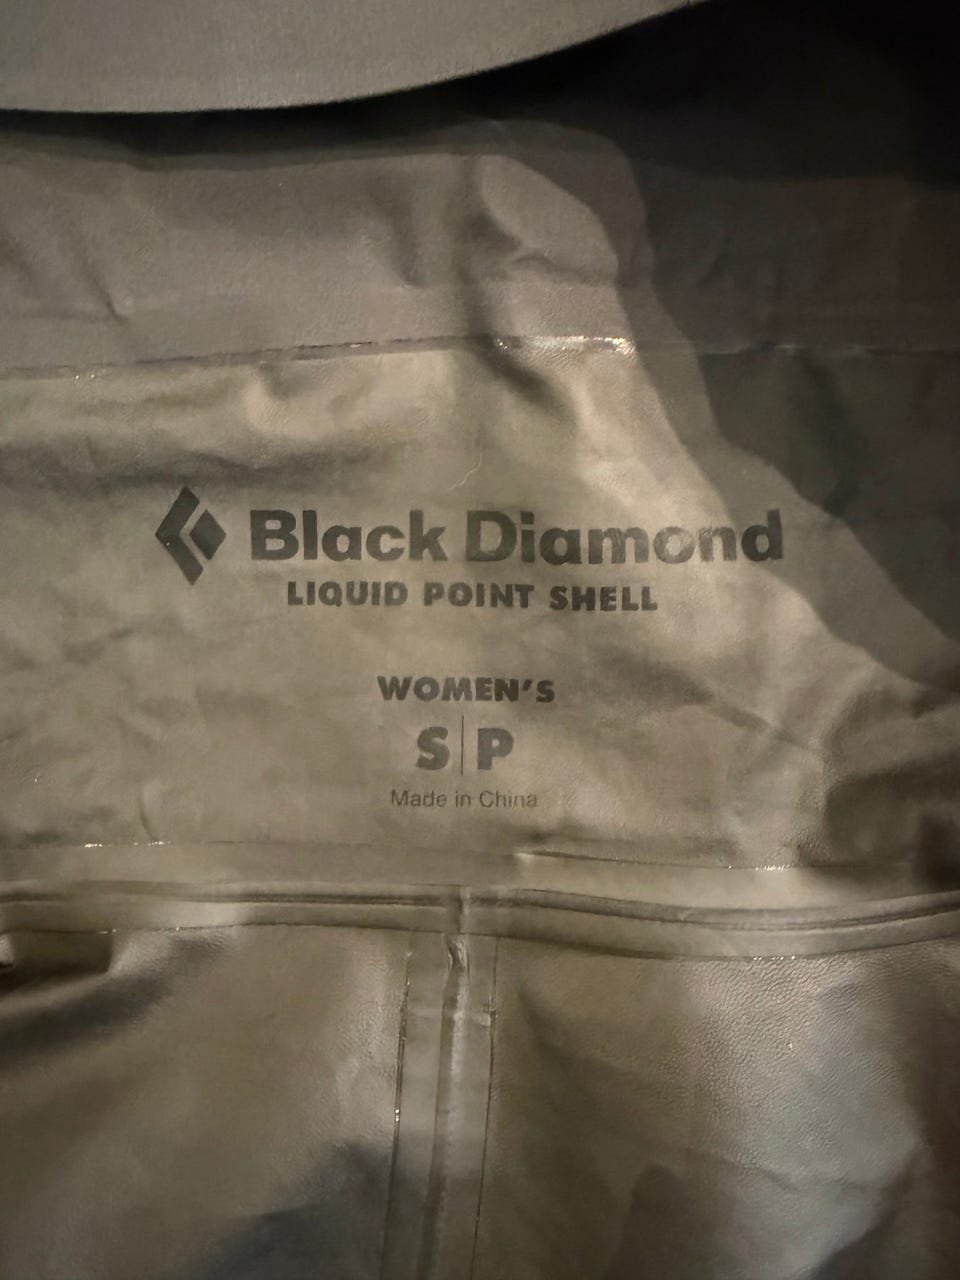 Black Diamond
LIQUID POINT SHELL
WOMEN'S
S|P
Made in China